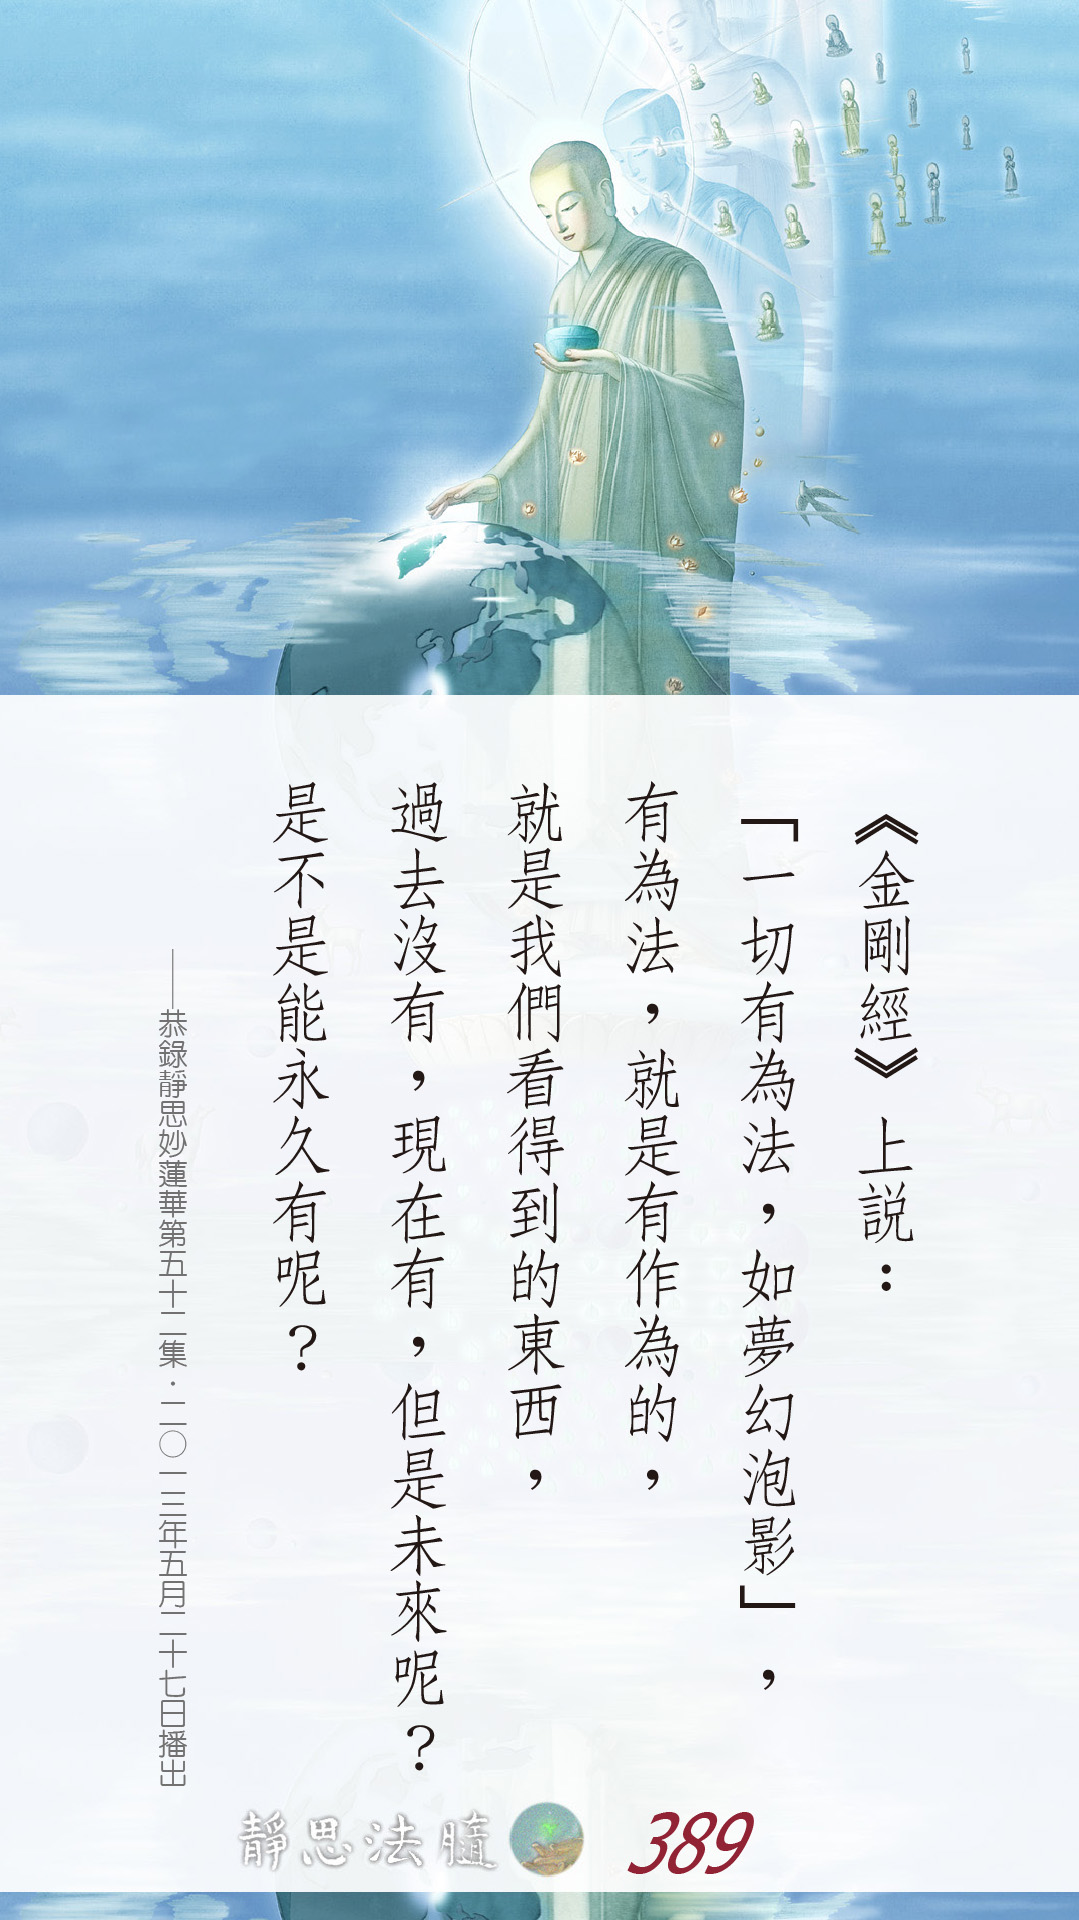 《金剛經》上説：
「一切有為法，如夢幻泡影」，
有為法，就是有作為的，
就是我們看得到的東西，
過去沒有，現在有，但是未來呢？
是不是能永久有呢？
——恭錄靜思妙蓮華第五十二集．二〇一三年五月二十七日播出
靜思法髓
389